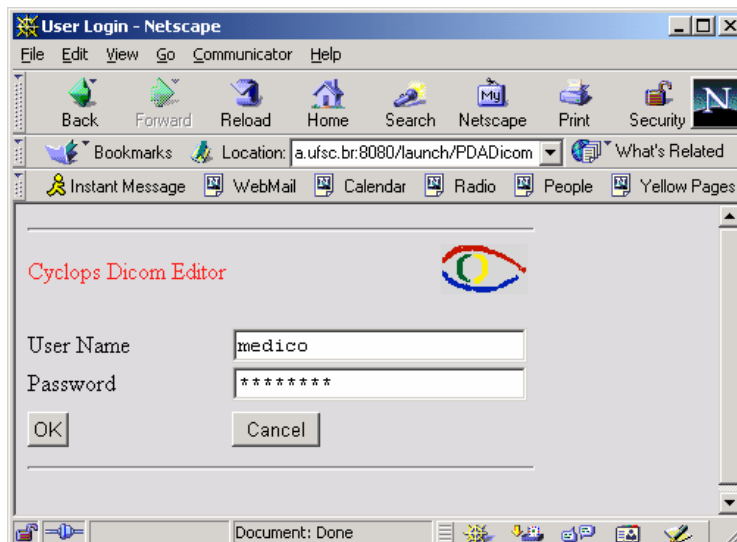 User Login - Netscape
File Edit View Go Communicator Help
Back Forward Reload Home Search My Netscape Print Security N
Bookmarks Location: a.ufsc.br:8080/launch/PDADicom What's Related
Instant Message WebMail Calendar Radio People Yellow Pages
Cyclops Dicom Editor
User Name medico
Password ********
OK Cancel
Document: Done